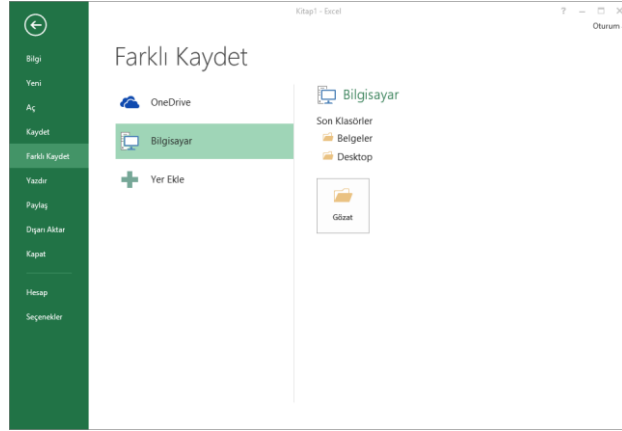 Kitap1 - Excel
? 
Oturum
Bilgi
Yeni
Aç
Kaydet
Farklı Kaydet
Yazdır
Paylaş
Dışarı Aktar
Kapat
Hesap
Seçenekler
Farklı Kaydet
OneDrive
Bilgisayar
Yer Ekle
Bilgisayar
Son Klasörler
Belgeler
Desktop
Gözat